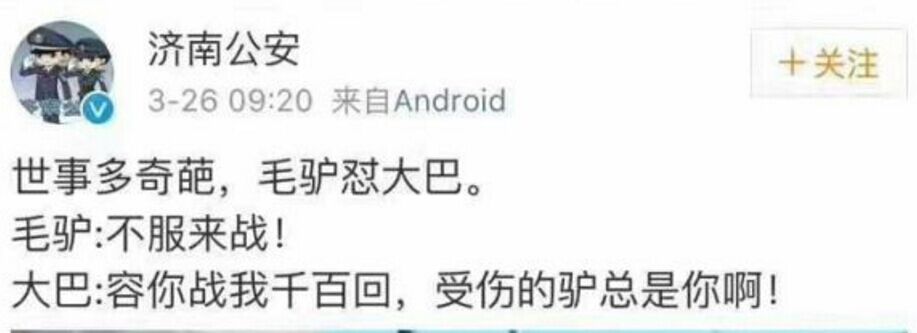 济南公安
3-26 09:20 来自Android
+关注
世事多奇葩，毛驴怼大巴。
毛驴:不服来战！
大巴:容你战我千百回，受伤的驴总是你啊！